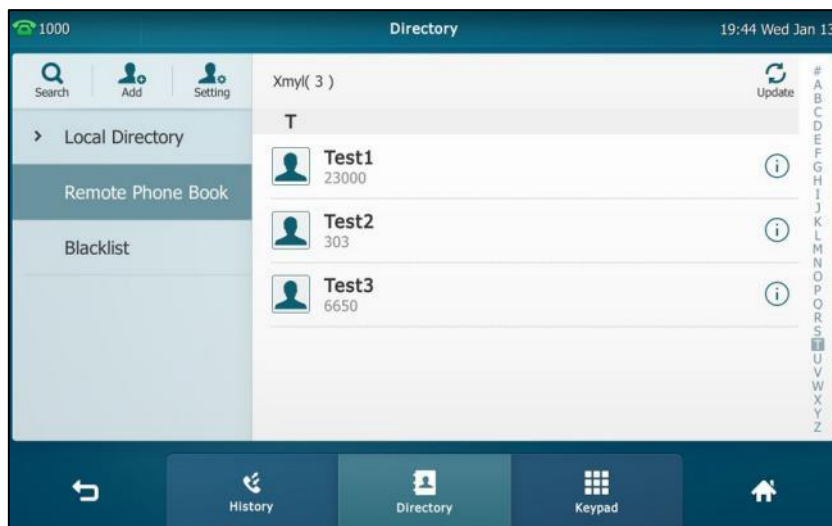 1000 Directory 19:44 Wed Jan 13
Search Add Setting
Xmyl( 3 )
Update
T
Local Directory
Remote Phone Book
Blacklist
Test1
23000
Test2
303
Test3
6650
#
A
B
C
D
E
F
G
H
I
J
K
L
M
N
O
P
Q
R
S
T
U
V
W
X
Y
Z
History Directory Keypad